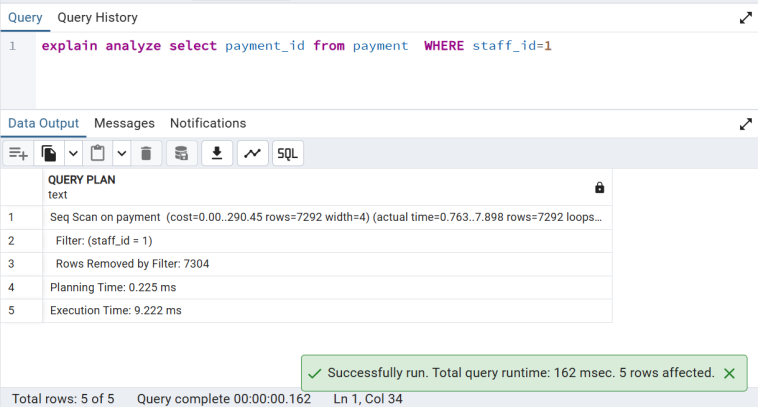 Query Query History
1 explain analyze select payment_id from payment  WHERE staff_id=1
Data Output Messages Notifications
SQL
QUERY PLAN
text
1 Seq Scan on payment  (cost=0.00..290.45 rows=7292 width=4) (actual time=0.763..7.898 rows=7292 loops...
2 Filter: (staff_id = 1)
3 Rows Removed by Filter: 7304
4 Planning Time: 0.225 ms
5 Execution Time: 9.222 ms
Successfully run. Total query runtime: 162 msec. 5 rows affected.
Total rows: 5 of 5 Query complete 00:00:00.162 Ln 1, Col 34